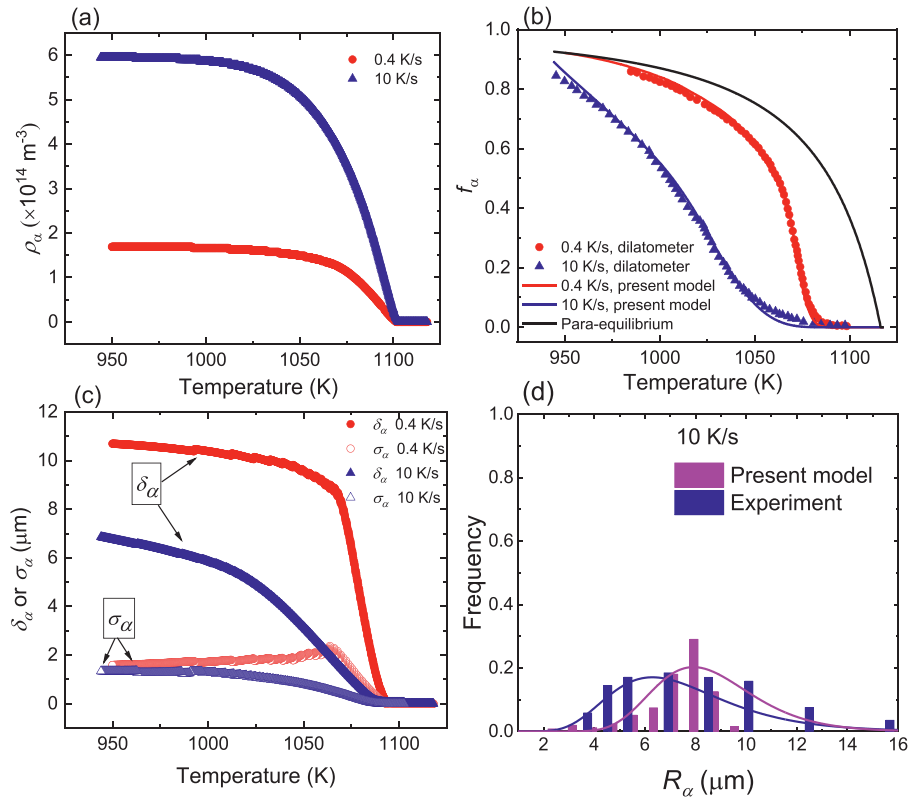 (a)
ρα (×10¹⁴ m⁻³)
6
5
4
3
2
1
0
0.4 K/s
10 K/s
950 1000 1050 1100
Temperature (K)
(b)
fα
1.0
0.8
0.6
0.4
0.2
0.0
0.4 K/s, dilatometer
10 K/s, dilatometer
0.4 K/s, present model
10 K/s, present model
Para-equilibrium
950 1000 1050 1100
Temperature (K)
(c)
δα or σα (μm)
12
10
8
6
4
2
0
δα 0.4 K/s
σα 0.4 K/s
δα 10 K/s
σα 10 K/s
δα
σα
950 1000 1050 1100
Temperature (K)
(d)
Frequency
1.0
0.8
0.6
0.4
0.2
0.0
10 K/s
Present model
Experiment
2 4 6 8 10 12 14 16
Rα (μm)